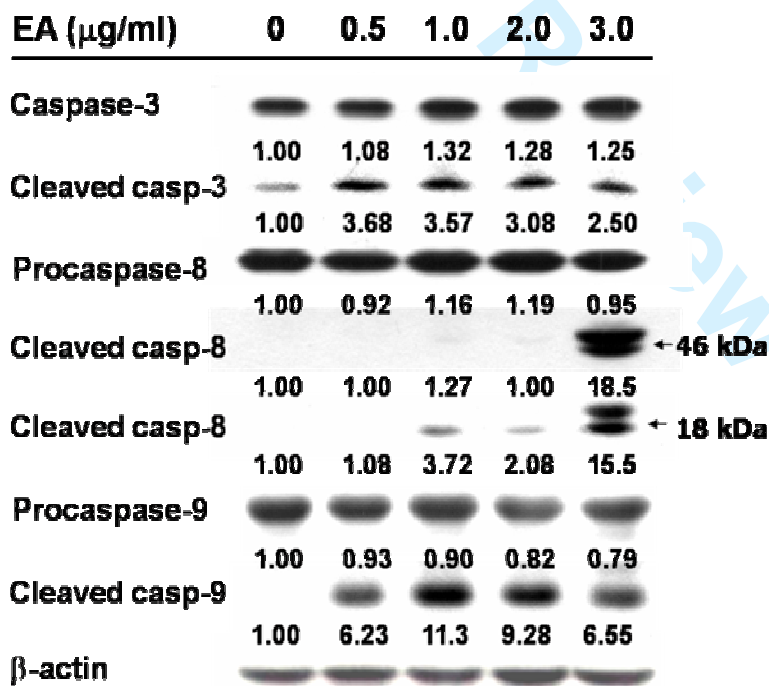 EA (μg/ml) 0 0.5 1.0 2.0 3.0
Caspase-3
1.00 1.08 1.32 1.28 1.25
Cleaved casp-3
1.00 3.68 3.57 3.08 2.50
Procaspase-8
1.00 0.92 1.16 1.19 0.95
Cleaved casp-8 ←46 kDa
1.00 1.00 1.27 1.00 18.5
Cleaved casp-8 ← 18 kDa
1.00 1.08 3.72 2.08 15.5
Procaspase-9
1.00 0.93 0.90 0.82 0.79
Cleaved casp-9
1.00 6.23 11.3 9.28 6.55
β-actin